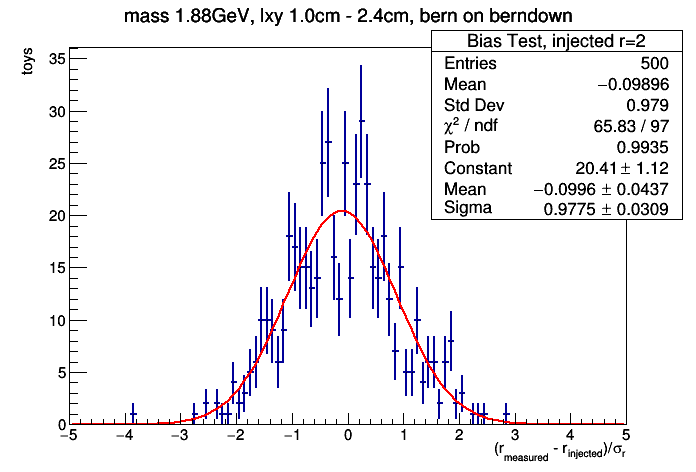 mass 1.88GeV, lxy 1.0cm - 2.4cm, bern on berndown
Bias Test, injected r=2
Entries 500
Mean −0.09896
Std Dev 0.979
χ² / ndf 65.83 / 97
Prob 0.9935
Constant 20.41 ± 1.12
Mean −0.0996 ± 0.0437
Sigma 0.9775 ± 0.0309
toys
35
30
25
20
15
10
5
0
−5 −4 −3 −2 −1 0 1 2 3 4 5
(r_measured - r_injected)/σ_r